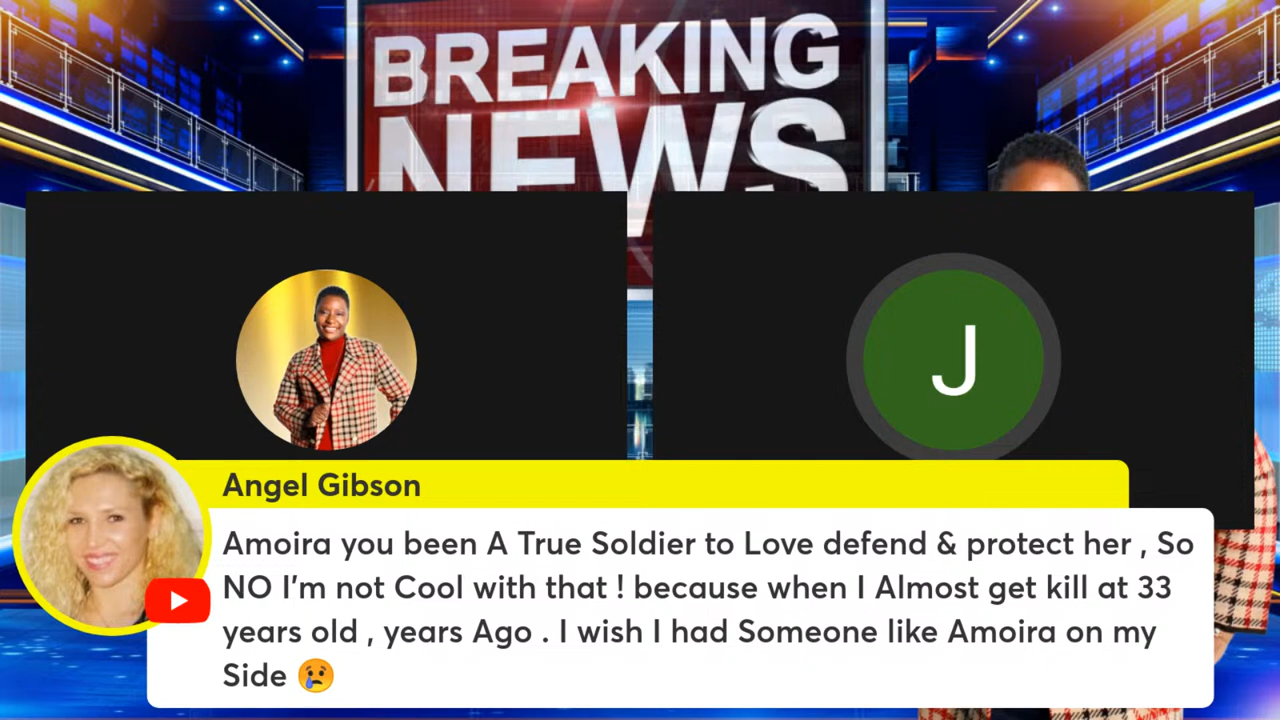 BREAKING
NEWS
J
Angel Gibson
Amoira you been A True Soldier to Love defend & protect her , So
NO I'm not Cool with that ! because when I Almost get kill at 33
years old , years Ago . I wish I had Someone like Amoira on my
Side 😢